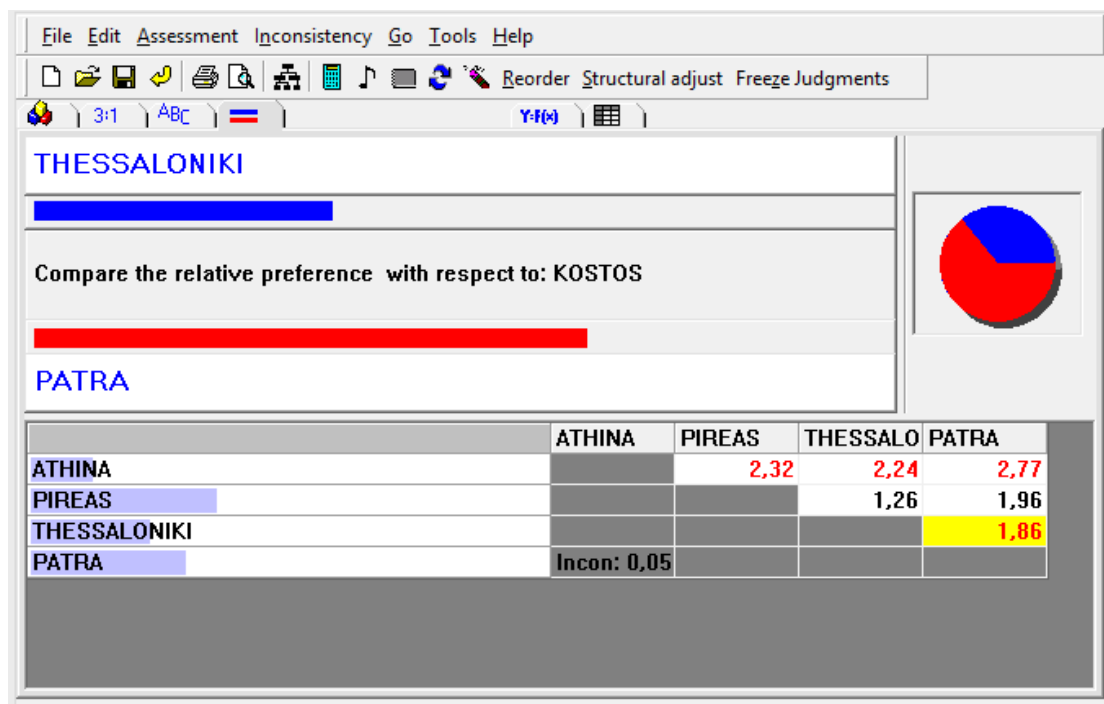 File Edit Assessment Inconsistency Go Tools Help
Reorder Structural adjust Freeze Judgments
3:1 ABC Y=F(x)
THESSALONIKI
Compare the relative preference with respect to: KOSTOS
PATRA
ATHINA PIREAS THESSALO PATRA
ATHINA 2,32 2,24 2,77
PIREAS 1,26 1,96
THESSALONIKI 1,86
PATRA Incon: 0,05